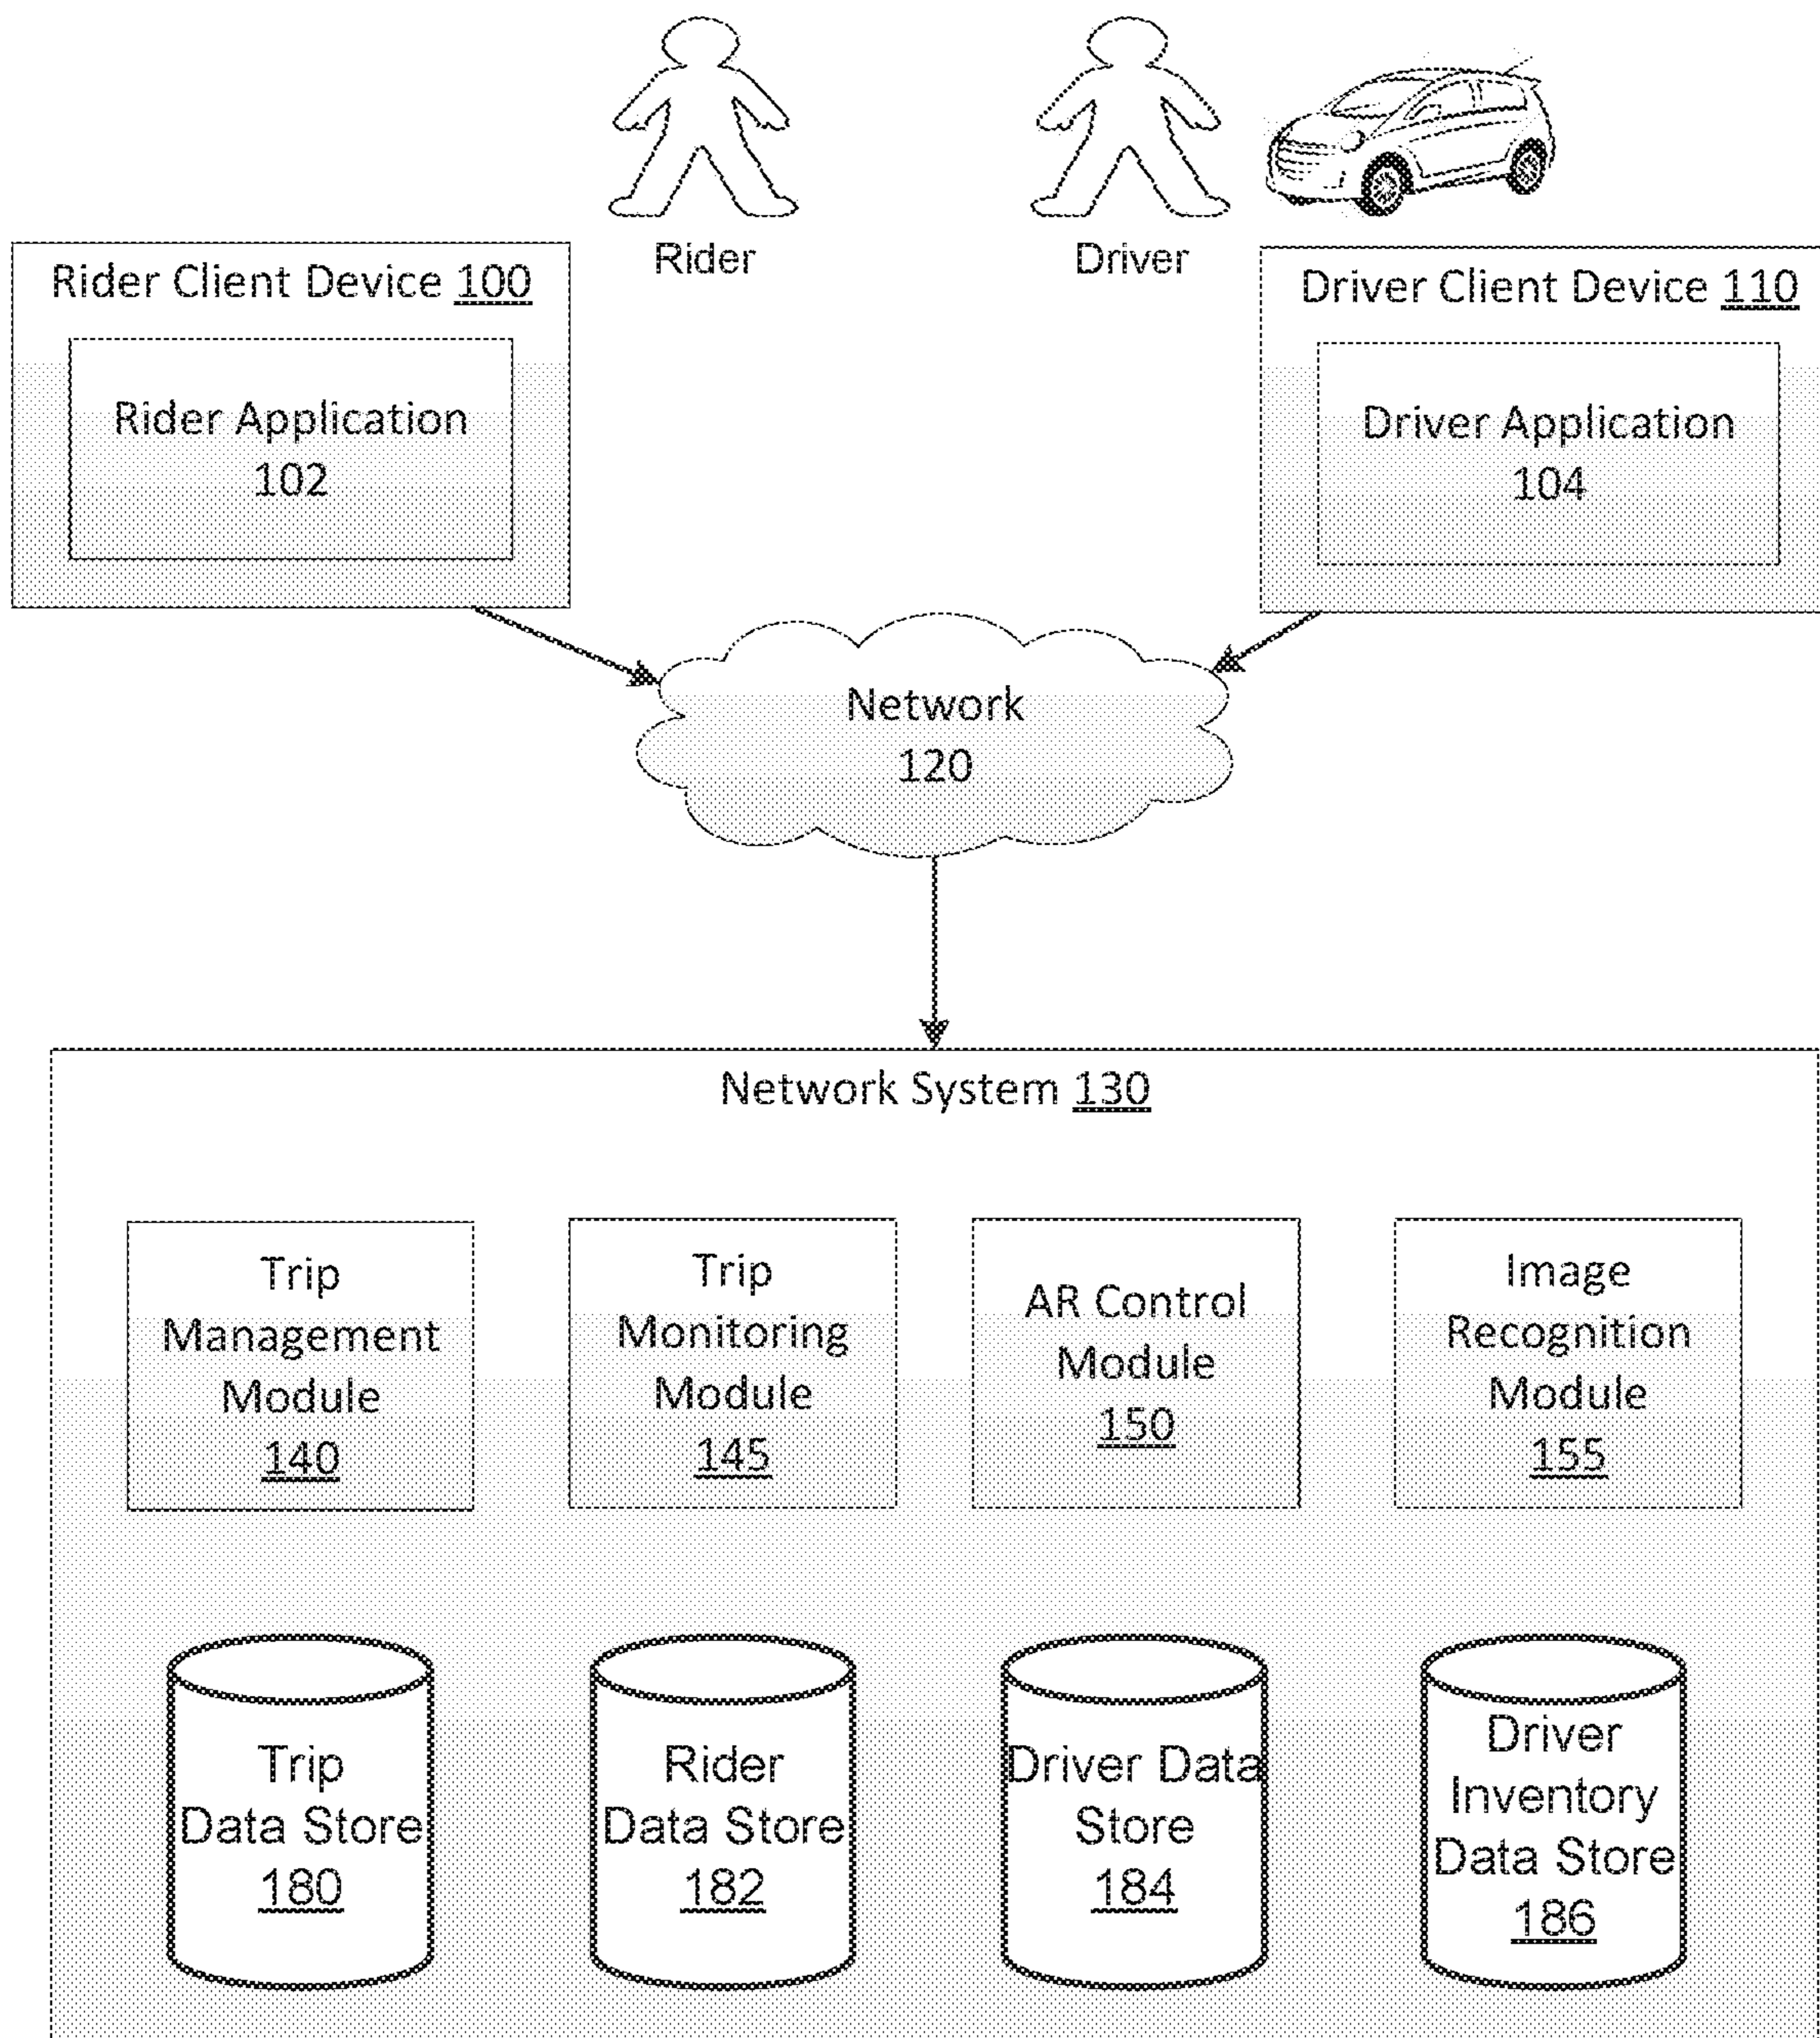 Rider
Driver
Rider Client Device 100
Rider Application
102
Driver Client Device 110
Driver Application
104
Network
120
Network System 130
Trip
Management
Module
140
Trip
Monitoring
Module
145
AR Control
Module
150
Image
Recognition
Module
155
Trip
Data Store
180
Rider
Data Store
182
Driver Data
Store
184
Driver
Inventory
Data Store
186